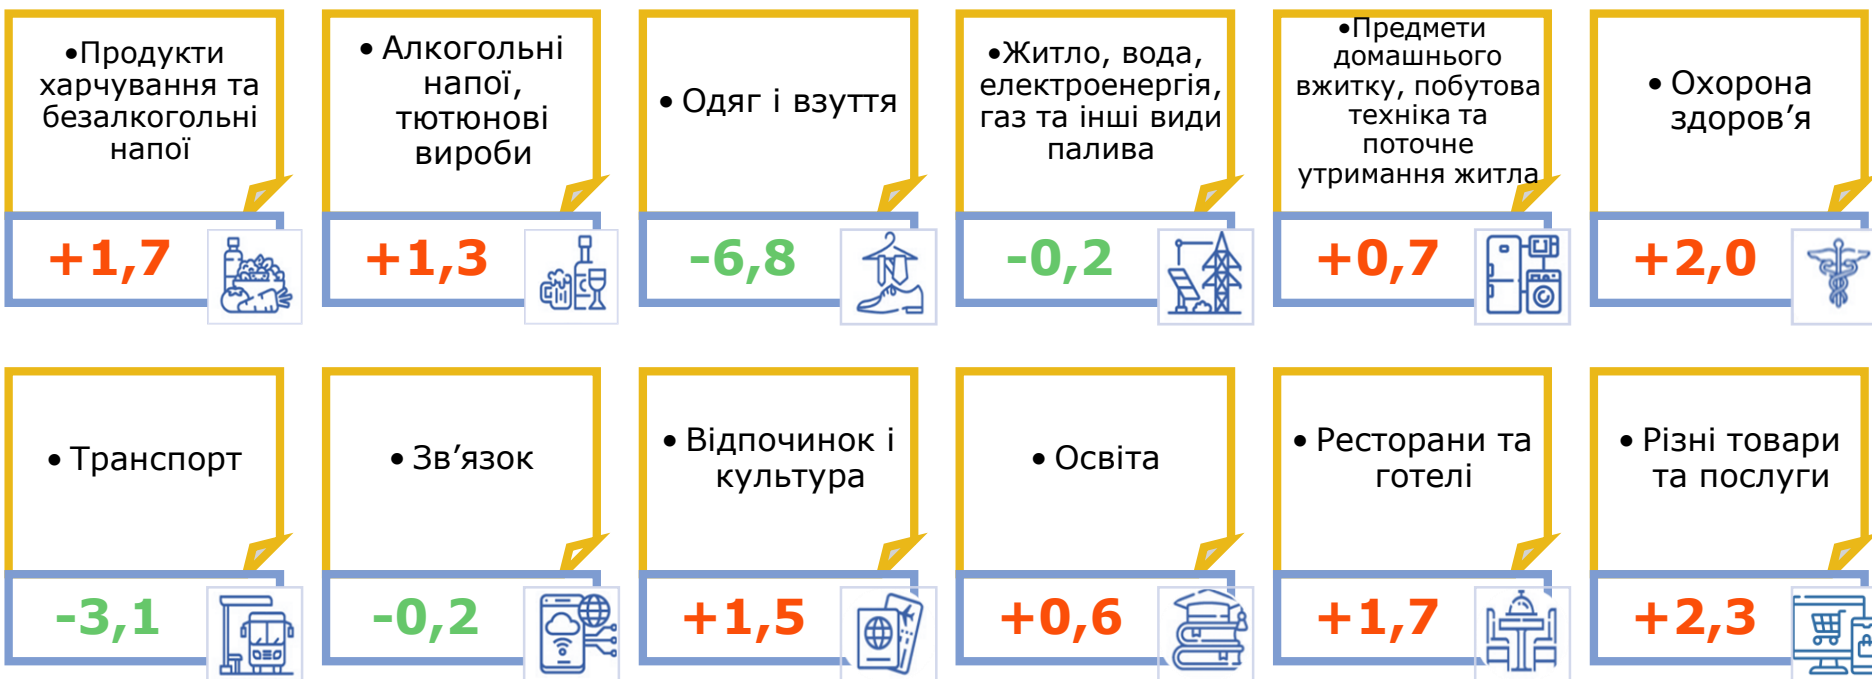 •Продукти
харчування та
безалкогольні
напої
+1,7
• Алкогольні
напої,
тютюнові
вироби
+1,3
• Одяг і взуття
-6,8
•Житло, вода,
електроенергія,
газ та інші види
палива
-0,2
•Предмети
домашнього
вжитку, побутова
техніка та
поточне
утримання житла
+0,7
• Охорона
здоров’я
+2,0
• Транспорт
-3,1
• Зв’язок
-0,2
• Відпочинок і
культура
+1,5
• Освіта
+0,6
• Ресторани та
готелі
+1,7
• Різні товари
та послуги
+2,3